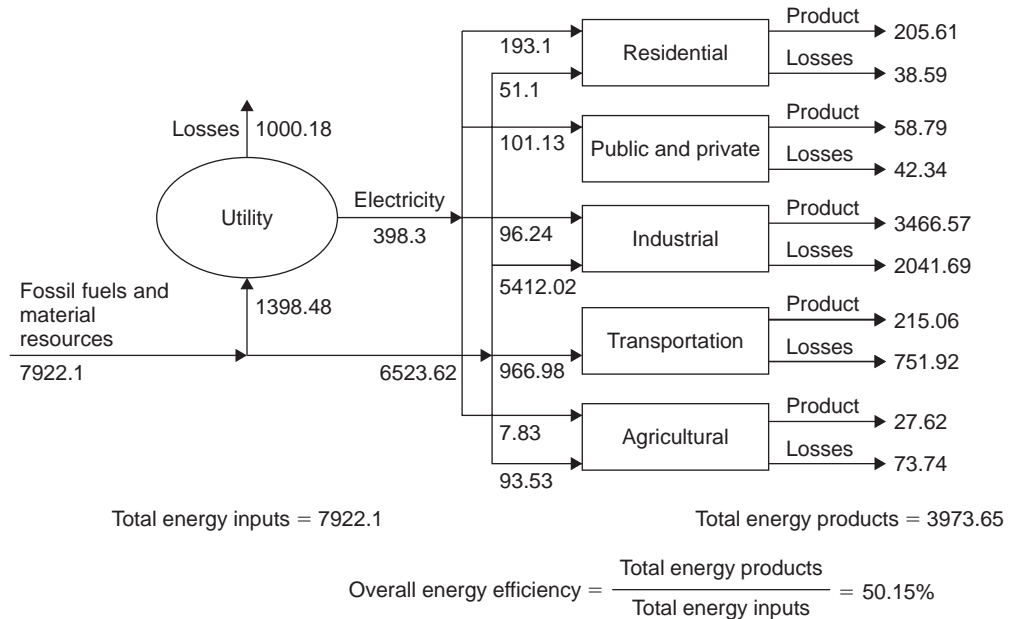 Product
193.1
Residential
205.61
Losses
51.1
38.59
Losses
1000.18
Product
101.13
Public and private
58.79
Losses
42.34
Utility
Electricity
398.3
Product
96.24
Industrial
3466.57
Losses
5412.02
2041.69
Fossil fuels and
material
resources
7922.1
1398.48
6523.62
Product
966.98
Transportation
215.06
Losses
751.92
Product
7.83
Agricultural
27.62
Losses
93.53
73.74
Total energy inputs = 7922.1
Total energy products = 3973.65
Overall energy efficiency = Total energy products / Total energy inputs = 50.15%